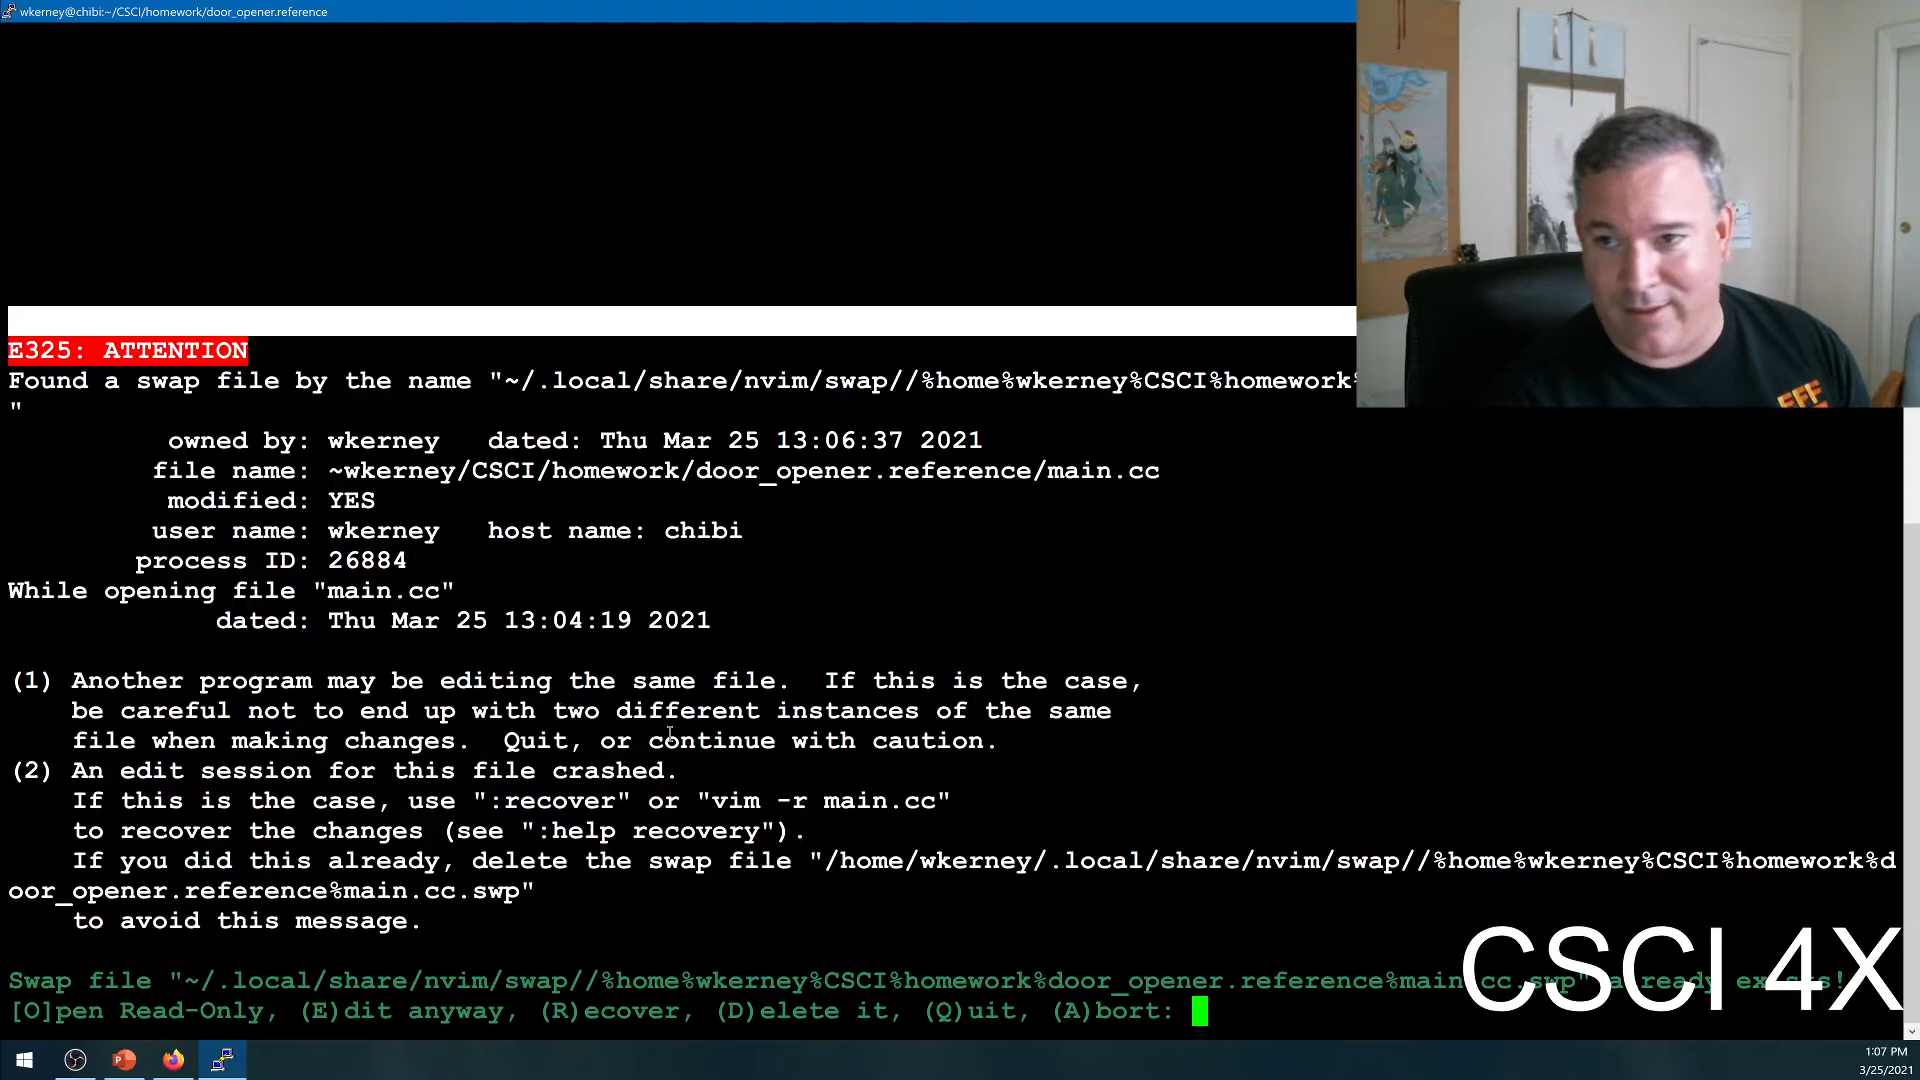 wkerney@chibi:~/CSCI/homework/door_opener.reference
E325: ATTENTION
Found a swap file by the name "~/.local/share/nvim/swap//%home%wkerney%CSCI%homework%
"
owned by: wkerney   dated: Thu Mar 25 13:06:37 2021
file name: ~wkerney/CSCI/homework/door_opener.reference/main.cc
modified: YES
user name: wkerney   host name: chibi
process ID: 26884
While opening file "main.cc"
dated: Thu Mar 25 13:04:19 2021
(1) Another program may be editing the same file.  If this is the case,
be careful not to end up with two different instances of the same
file when making changes.  Quit, or continue with caution.
(2) An edit session for this file crashed.
If this is the case, use ":recover" or "vim -r main.cc"
to recover the changes (see ":help recovery").
If you did this already, delete the swap file "/home/wkerney/.local/share/nvim/swap//%home%wkerney%CSCI%homework%d
oor_opener.reference%main.cc.swp"
to avoid this message.
Swap file "~/.local/share/nvim/swap//%home%wkerney%CSCI%homework%door_opener.reference%main.cc.swp" already exists!
[O]pen Read-Only, (E)dit anyway, (R)ecover, (D)elete it, (Q)uit, (A)bort:
CSCI 4X
FFF
1:07 PM
3/25/2021